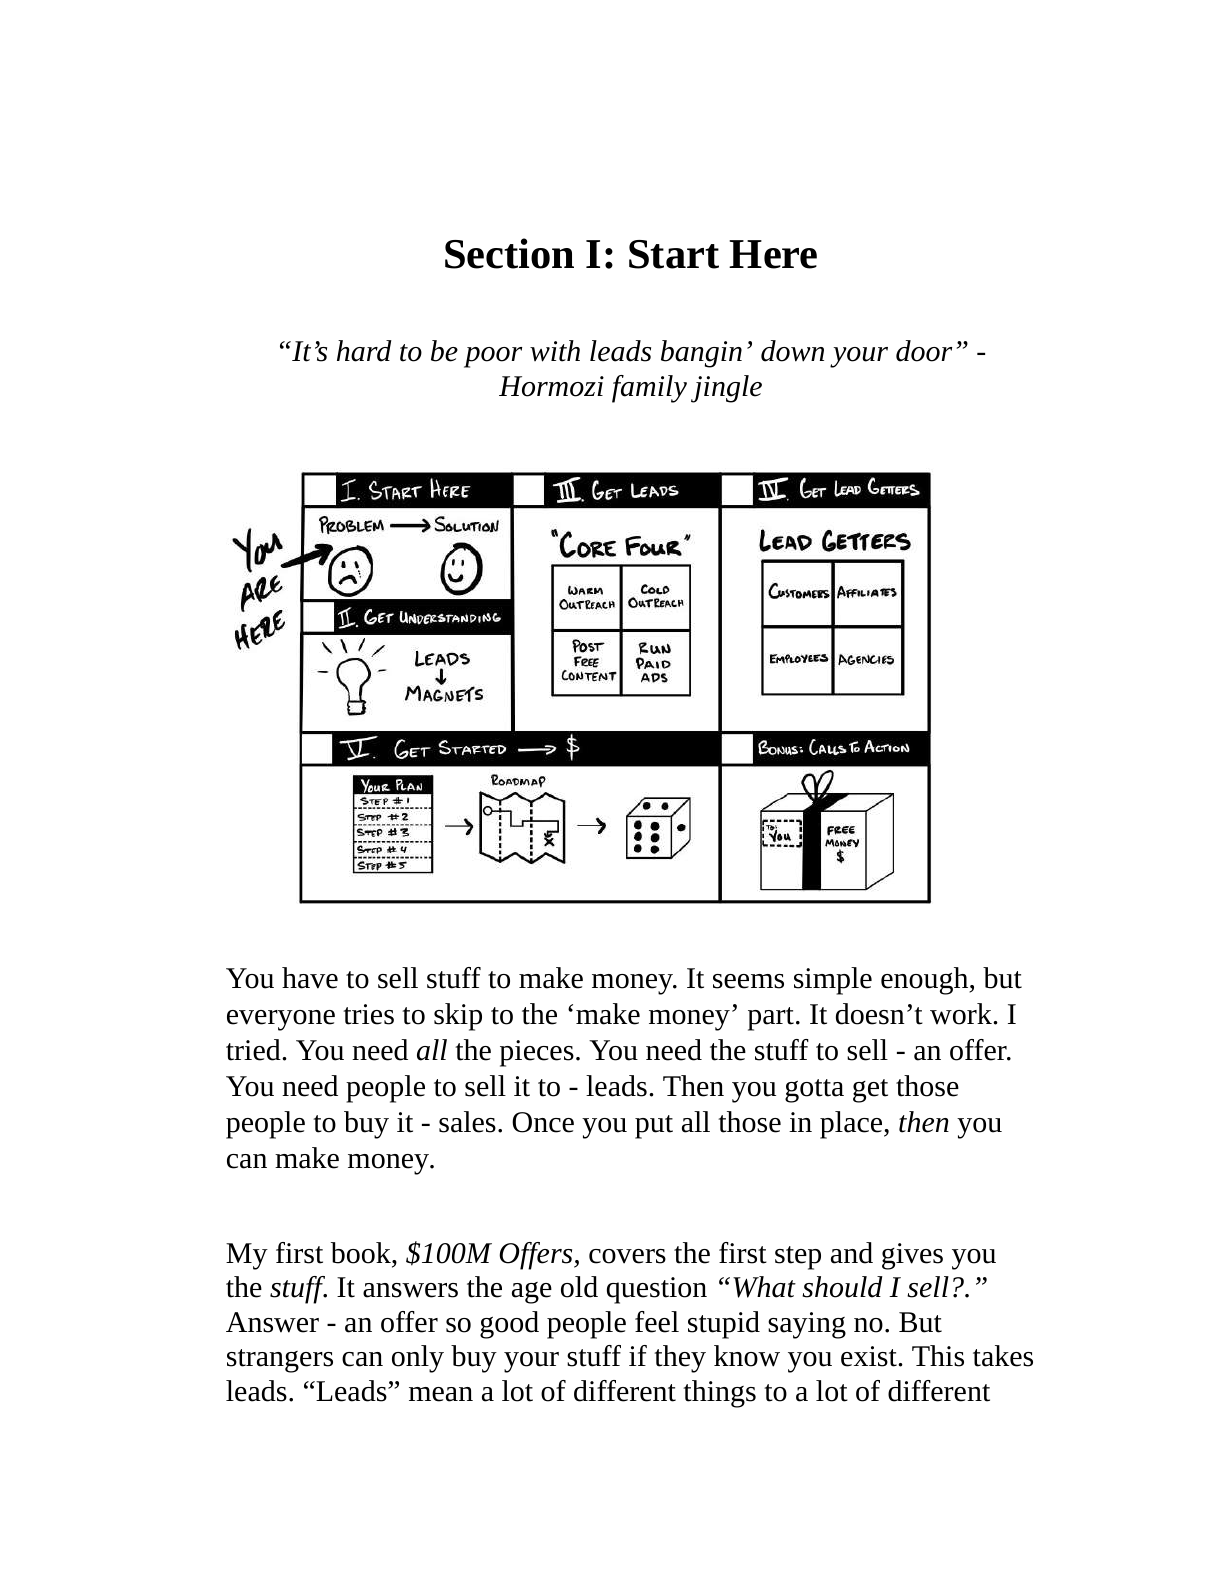 Section I: Start Here
“It’s hard to be poor with leads bangin’ down your door” -
Hormozi family jingle
You
are
here
I. Start Here
Problem → Solution
II. Get Understanding
Leads
↓
Magnets
III. Get Leads
"Core Four"
Warm
Outreach
Cold
Outreach
Post
Free
Content
Run
Paid
Ads
IV. Get Lead Getters
Lead Getters
Customers
Affiliates
Employees
Agencies
V. Get Started → $
Your Plan
Step #1
Step #2
Step #3
Step #4
Step #5
Roadmap
X
Bonus: Calls To Action
To:
You
Free
Money
$
You have to sell stuff to make money. It seems simple enough, but
everyone tries to skip to the ‘make money’ part. It doesn’t work. I
tried. You need all the pieces. You need the stuff to sell - an offer.
You need people to sell it to - leads. Then you gotta get those
people to buy it - sales. Once you put all those in place, then you
can make money.
My first book, $100M Offers, covers the first step and gives you
the stuff. It answers the age old question “What should I sell?.”
Answer - an offer so good people feel stupid saying no. But
strangers can only buy your stuff if they know you exist. This takes
leads. “Leads” mean a lot of different things to a lot of different